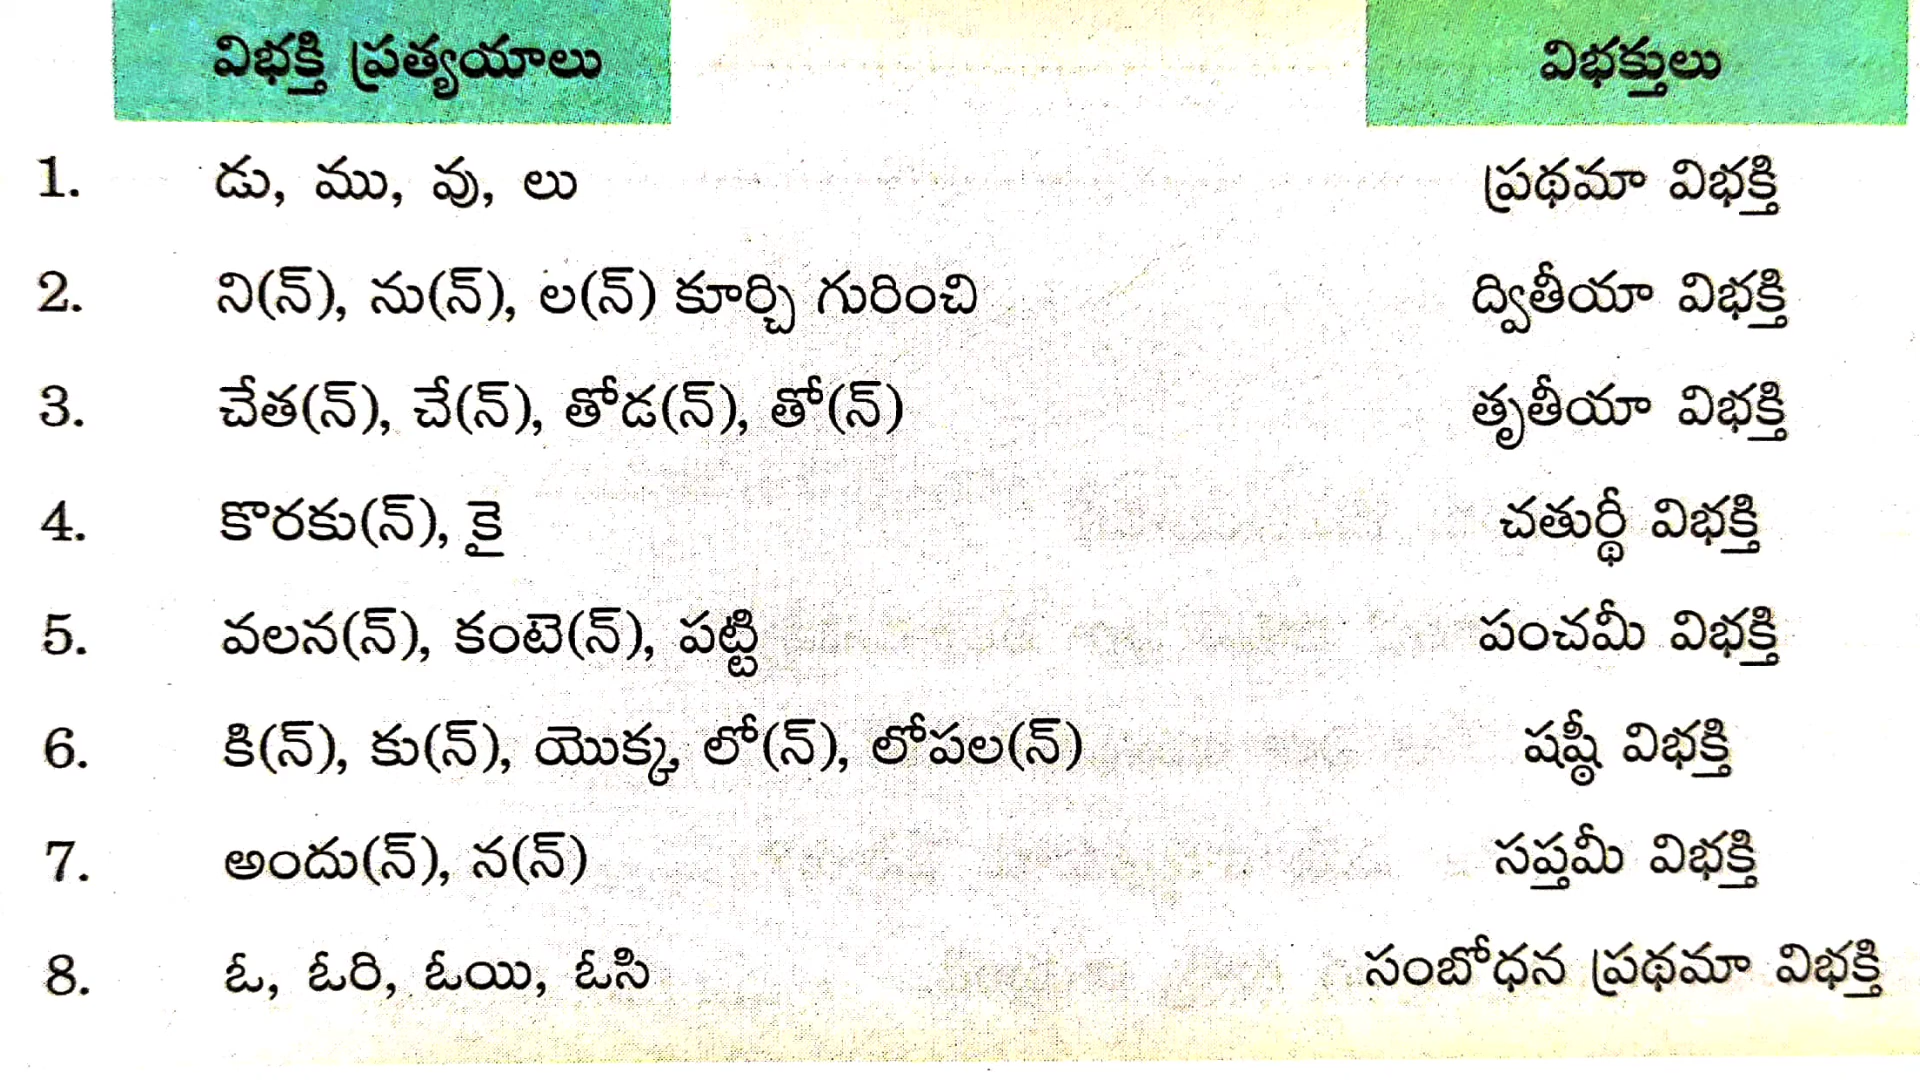 విభక్తి ప్రత్యయాలు విభక్తులు
1. డు, ము, వు, లు ప్రథమా విభక్తి
2. ని(న్), ను(న్), ల(న్) కూర్చి గురించి ద్వితీయా విభక్తి
3. చేత(న్), చే(న్), తోడ(న్), తో(న్) తృతీయా విభక్తి
4. కొరకు(న్), కై చతుర్థీ విభక్తి
5. వలన(న్), కంటె(న్), పట్టి పంచమీ విభక్తి
6. కి(న్), కు(న్), యొక్క లో(న్), లోపల(న్) షష్ఠీ విభక్తి
7. అందు(న్), న(న్) సప్తమీ విభక్తి
8. ఓ, ఓరి, ఓయి, ఓసి సంబోధన ప్రథమా విభక్తి